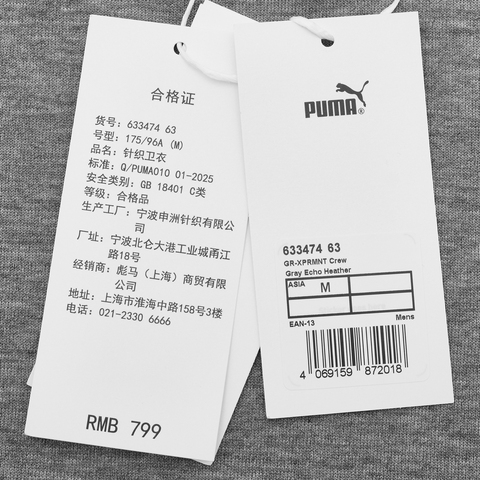 合格证
货号: 633474 63
号型: 175/96A (M)
品名: 针织卫衣
标准: Q/PUMA010 01-2025
安全类别: GB 18401 C类
等级: 合格品
生产工厂: 宁波申洲针织有限公
司
厂址: 宁波北仑大港工业城甬江
路18号
经销商: 彪马（上海）商贸有限
公司
地址: 上海市淮海中路158号3楼
电话: 021-2330 6666
RMB 799
PUMA®
633474 63
GR-XPRMNT Crew
Gray Echo Heather
ASIA M
EAN-13 Mens
4 069159 872018